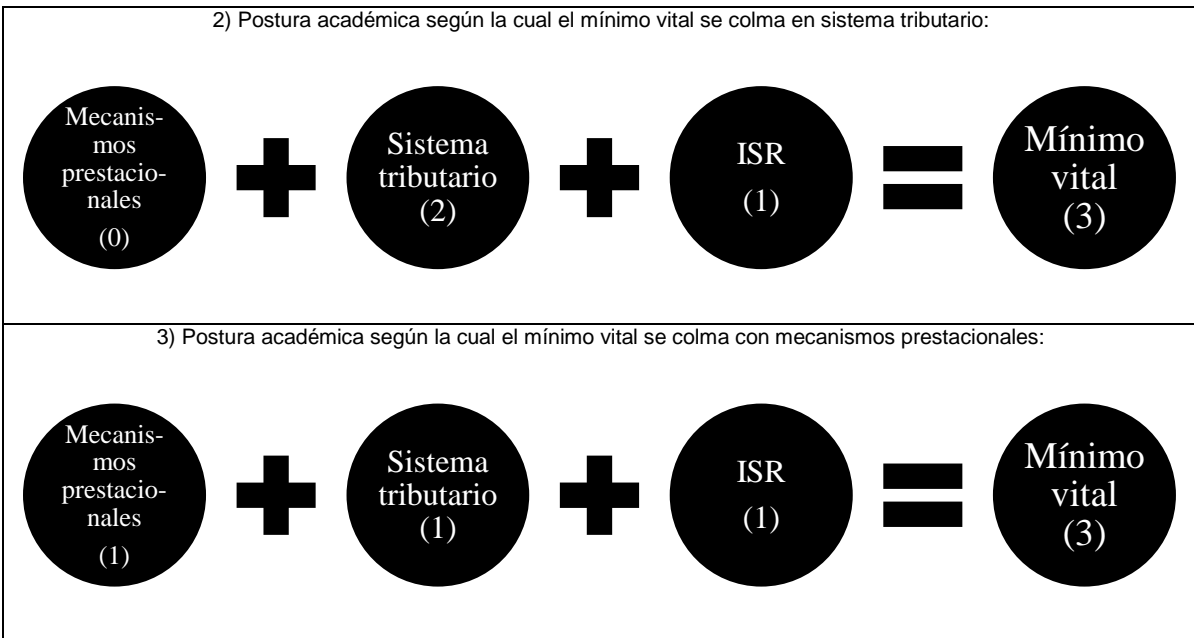 2) Postura académica según la cual el mínimo vital se colma en sistema tributario:
Mecanis-
mos
prestacio-
nales
(0)
Sistema
tributario
(2)
ISR
(1)
Mínimo
vital
(3)
3) Postura académica según la cual el mínimo vital se colma con mecanismos prestacionales:
Mecanis-
mos
prestacio-
nales
(1)
Sistema
tributario
(1)
ISR
(1)
Mínimo
vital
(3)